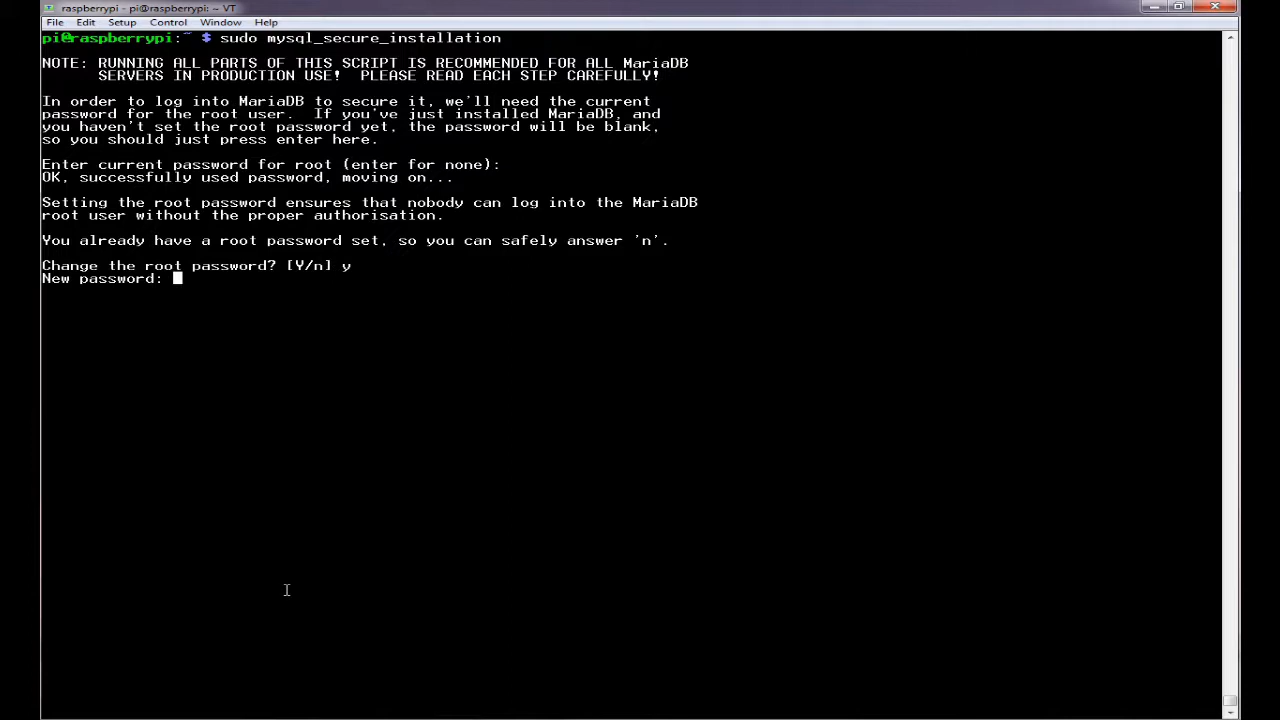 raspberrypi - pi@raspberrypi: ~ VT
File Edit Setup Control Window Help
pi@raspberrypi:~ $ sudo mysql_secure_installation
NOTE: RUNNING ALL PARTS OF THIS SCRIPT IS RECOMMENDED FOR ALL MariaDB
SERVERS IN PRODUCTION USE!  PLEASE READ EACH STEP CAREFULLY!
In order to log into MariaDB to secure it, we'll need the current
password for the root user.  If you've just installed MariaDB, and
you haven't set the root password yet, the password will be blank,
so you should just press enter here.
Enter current password for root (enter for none):
OK, successfully used password, moving on...
Setting the root password ensures that nobody can log into the MariaDB
root user without the proper authorisation.
You already have a root password set, so you can safely answer 'n'.
Change the root password? [Y/n] y
New password: